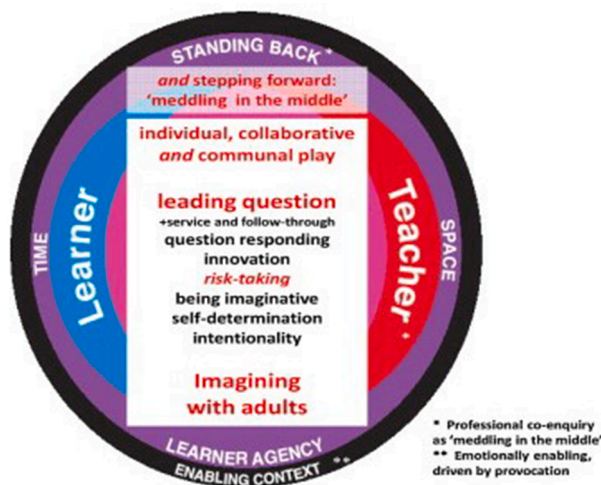 STANDING BACK *
and stepping forward:
'meddling in the middle'
individual, collaborative
and communal play
leading question
+service and follow-through
question responding
innovation
risk-taking
being imaginative
self-determination
intentionality
Imagining
with adults
Learner
Teacher +
TIME
SPACE
LEARNER AGENCY
ENABLING CONTEXT **
* Professional co-enquiry
as 'meddling in the middle'
** Emotionally enabling,
driven by provocation